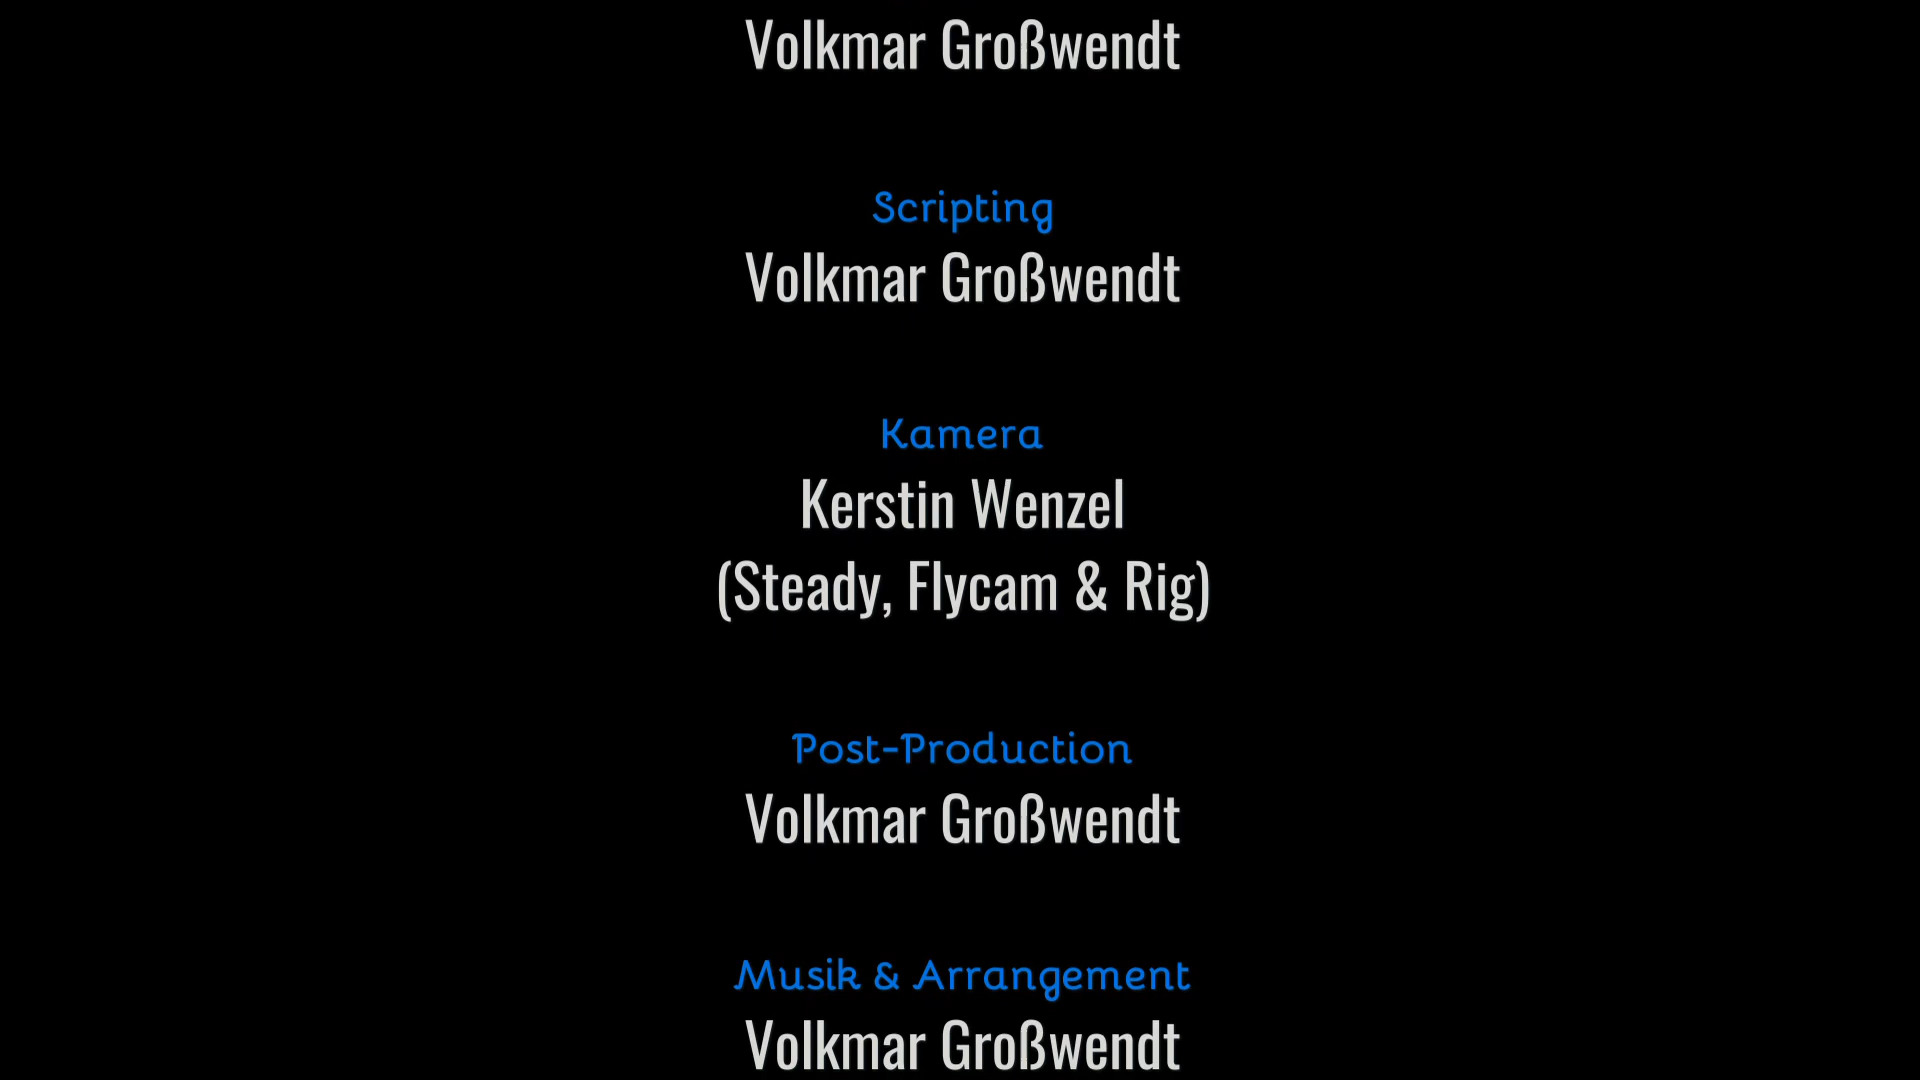 Volkmar Großwendt
Scripting
Volkmar Großwendt
Kamera
Kerstin Wenzel
(Steady, Flycam & Rig)
Post-Production
Volkmar Großwendt
Musik & Arrangement
Volkmar Großwendt